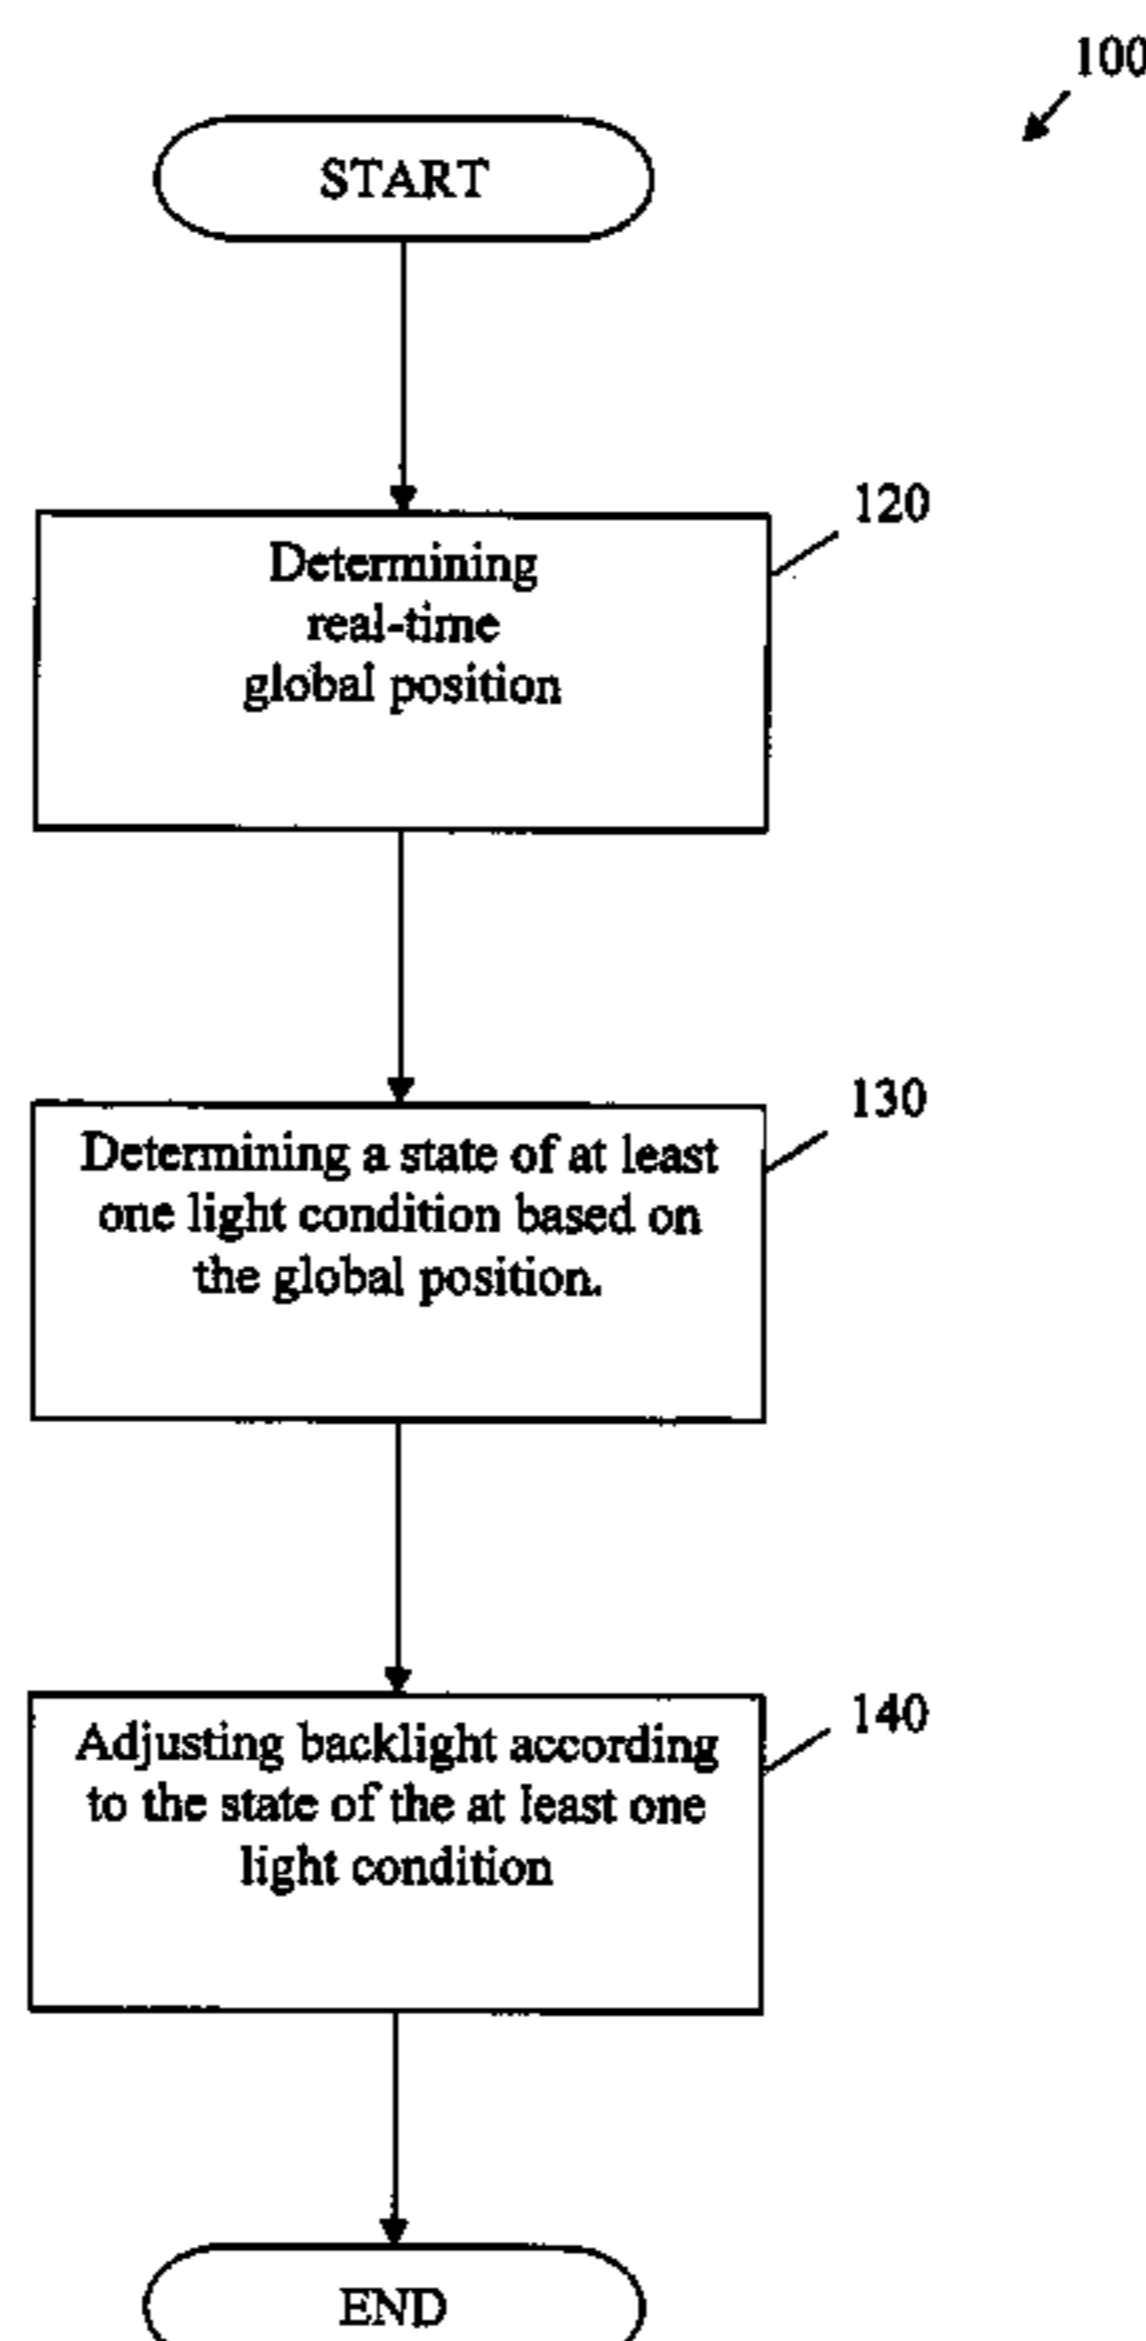 100
START
120
Determining
real-time
global position
130
Determining a state of at least
one light condition based on
the global position.
140
Adjusting backlight according
to the state of the at least one
light condition
END